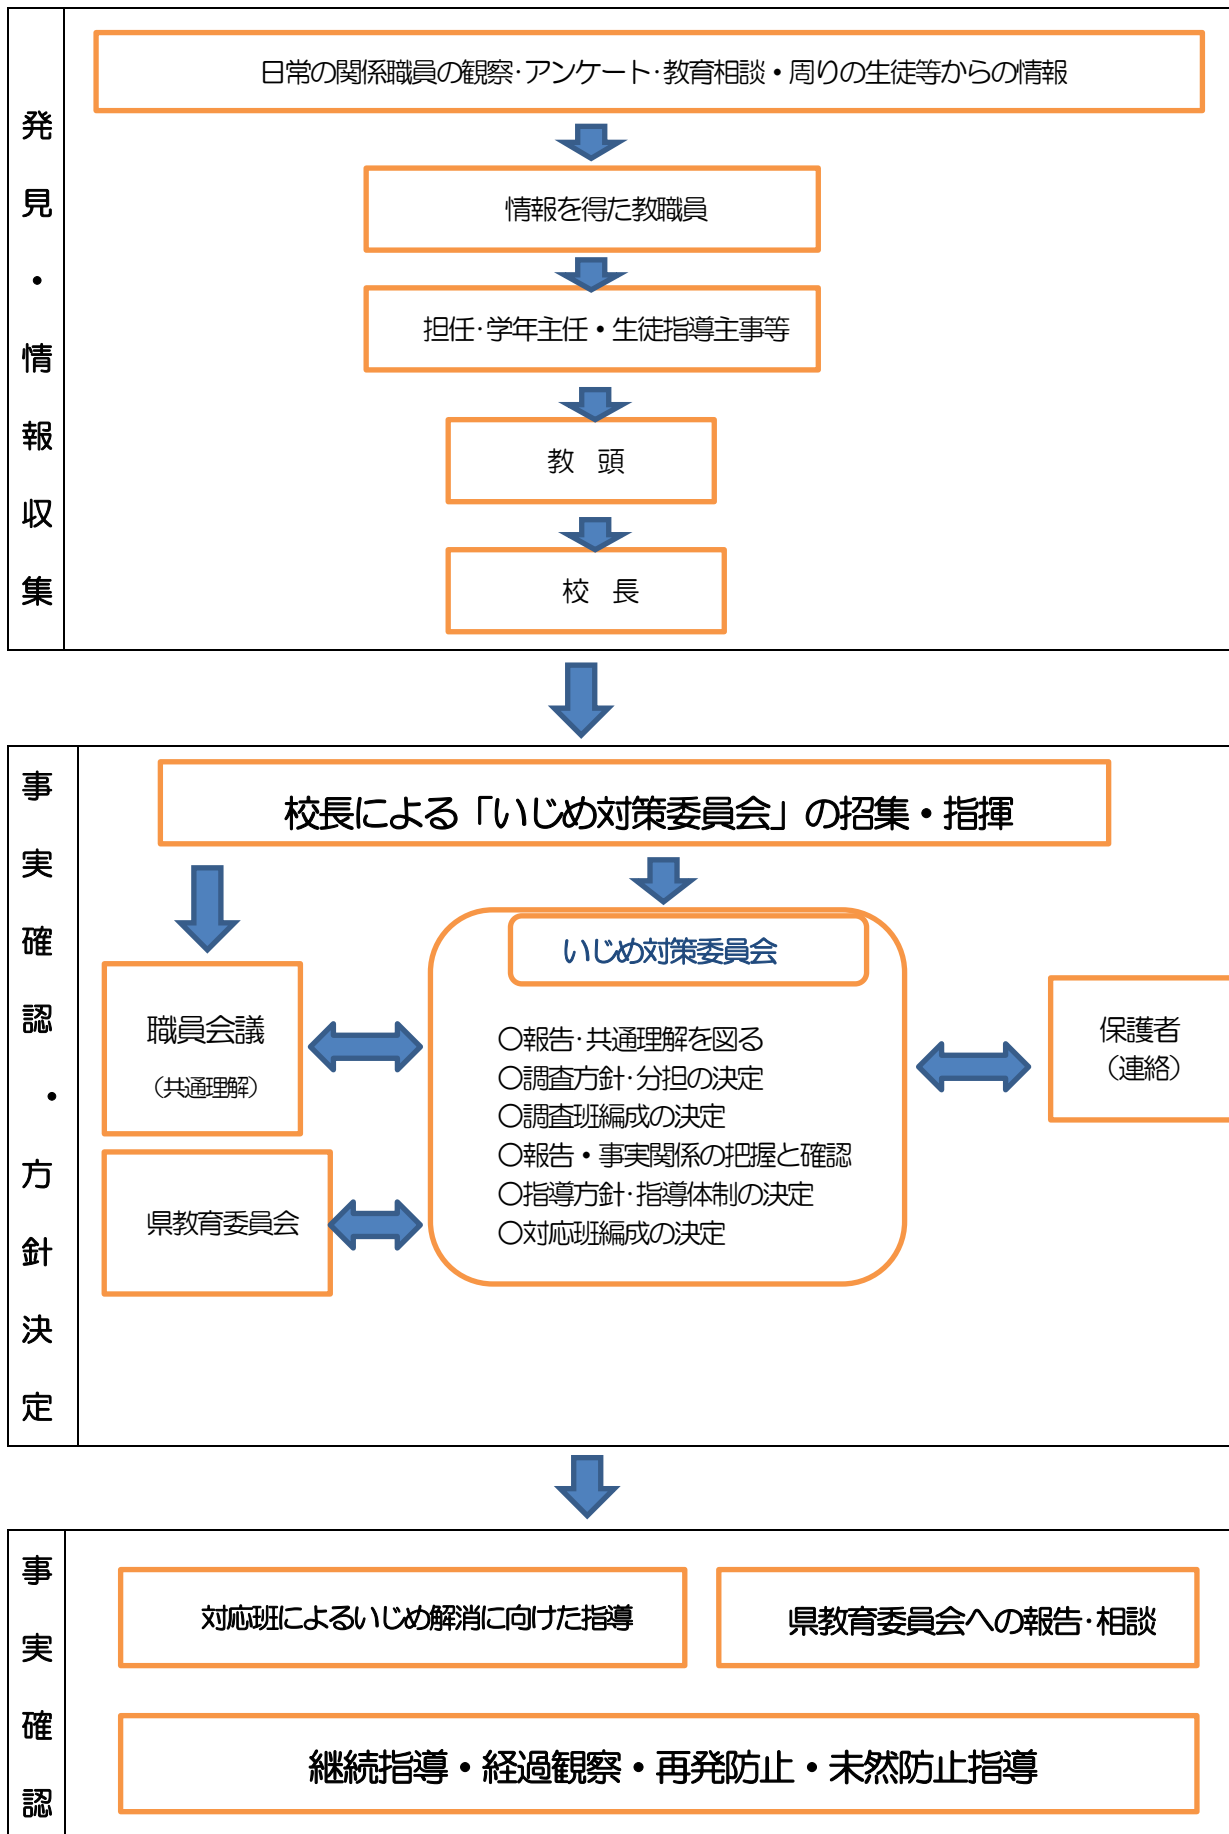 発見・情報収集
日常の関係職員の観察･アンケート･教育相談・周りの生徒等からの情報
情報を得た教職員
担任･学年主任・生徒指導主事等
教　頭
校　長
事実確認・方針決定
校長による「いじめ対策委員会」の招集・指揮
いじめ対策委員会
職員会議
（共通理解）
県教育委員会
〇報告･共通理解を図る
〇調査方針･分担の決定
〇調査班編成の決定
〇報告・事実関係の把握と確認
〇指導方針･指導体制の決定
〇対応班編成の決定
保護者
（連絡）
事実確認
対応班によるいじめ解消に向けた指導
県教育委員会への報告･相談
継続指導・経過観察・再発防止・未然防止指導